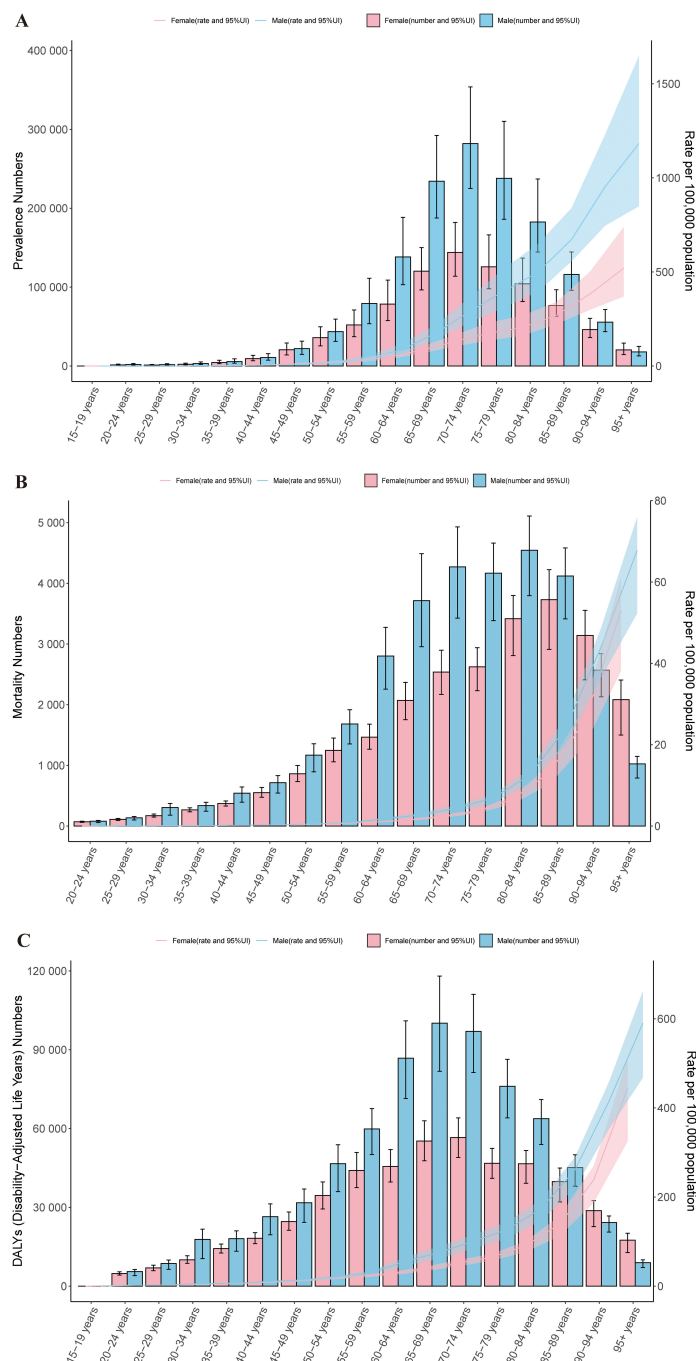 A
Female(rate and 95%UI) Male(rate and 95%UI) Female(number and 95%UI) Male(number and 95%UI)
Prevalence Numbers
400 000
300 000
200 000
100 000
0
1500
1000
500
0
Rate per 100,000 population
15−19 years
20−24 years
25−29 years
30−34 years
35−39 years
40−44 years
45−49 years
50−54 years
55−59 years
60−64 years
65−69 years
70−74 years
75−79 years
80−84 years
85−89 years
90−94 years
95+ years
B
Female(rate and 95%UI) Male(rate and 95%UI) Female(number and 95%UI) Male(number and 95%UI)
Mortality Numbers
5 000
4 000
3 000
2 000
1 000
0
80
60
40
20
0
Rate per 100,000 population
20−24 years
25−29 years
30−34 years
35−39 years
40−44 years
45−49 years
50−54 years
55−59 years
60−64 years
65−69 years
70−74 years
75−79 years
80−84 years
85−89 years
90−94 years
95+ years
C
Female(rate and 95%UI) Male(rate and 95%UI) Female(number and 95%UI) Male(number and 95%UI)
DALYs (Disability−Adjusted Life Years) Numbers
120 000
90 000
60 000
30 000
0
600
400
200
0
Rate per 100,000 population
15−19 years
20−24 years
25−29 years
30−34 years
35−39 years
40−44 years
45−49 years
50−54 years
55−59 years
60−64 years
65−69 years
70−74 years
75−79 years
80−84 years
85−89 years
90−94 years
95+ years